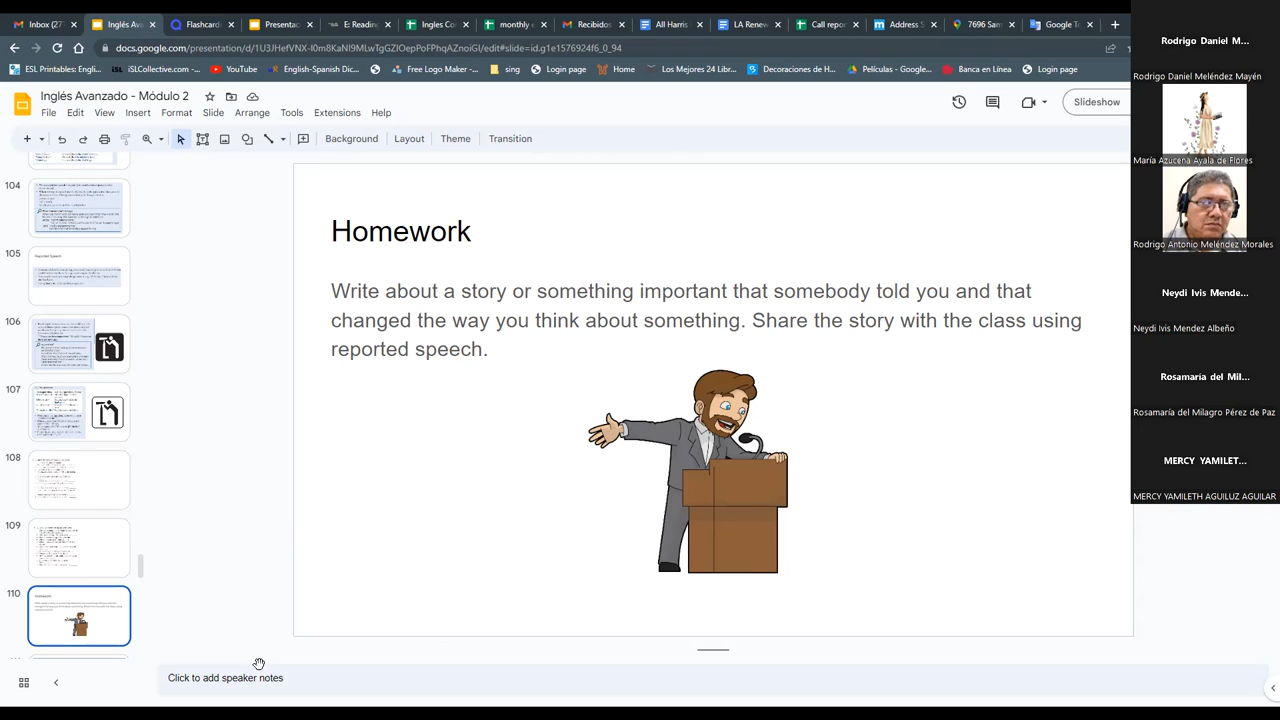 Inbox (27
Inglés Av
Flashcards
Presentac
E: Reading
Ingles Co
monthly
Recibidos
All Harris
LA Renew
Call repor
Address S
7696 San
Google T
docs.google.com/presentation/d/1U3JHefVNX-I0m8KaNI9MLwTgGZIOepPoFPhqAZnoiGI/edit#slide=id.g1e1576924f6_0_94
ESL Printables: Engli...
iSLCollective.com -...
YouTube
English-Spanish Dic...
Free Logo Maker -...
sing
Login page
Home
Los Mejores 24 Libr...
Decoraciones de H...
Películas - Google...
Banca en Línea
Login page
Inglés Avanzado - Módulo 2
File Edit View Insert Format Slide Arrange Tools Extensions Help
Slideshow
Background Layout Theme Transition
104
105
Reported Speech
106
107
108
109
110
Homework
Write about a story or something important that somebody told you and that
changed the way you think about something. Share the story with the class using
reported speech
Click to add speaker notes
Rodrigo Daniel M...
Rodrigo Daniel Meléndez Mayén
María Azucena Ayala de Flores
Rodrigo Antonio Meléndez Morales
Neydi Ivis Mende...
Neydi Ivis Mendez Albeño
Rosamaría del Mil...
Rosamaría del Milagro Pérez de Paz
MERCY YAMILET...
MERCY YAMILETH AGUILUZ AGUILAR